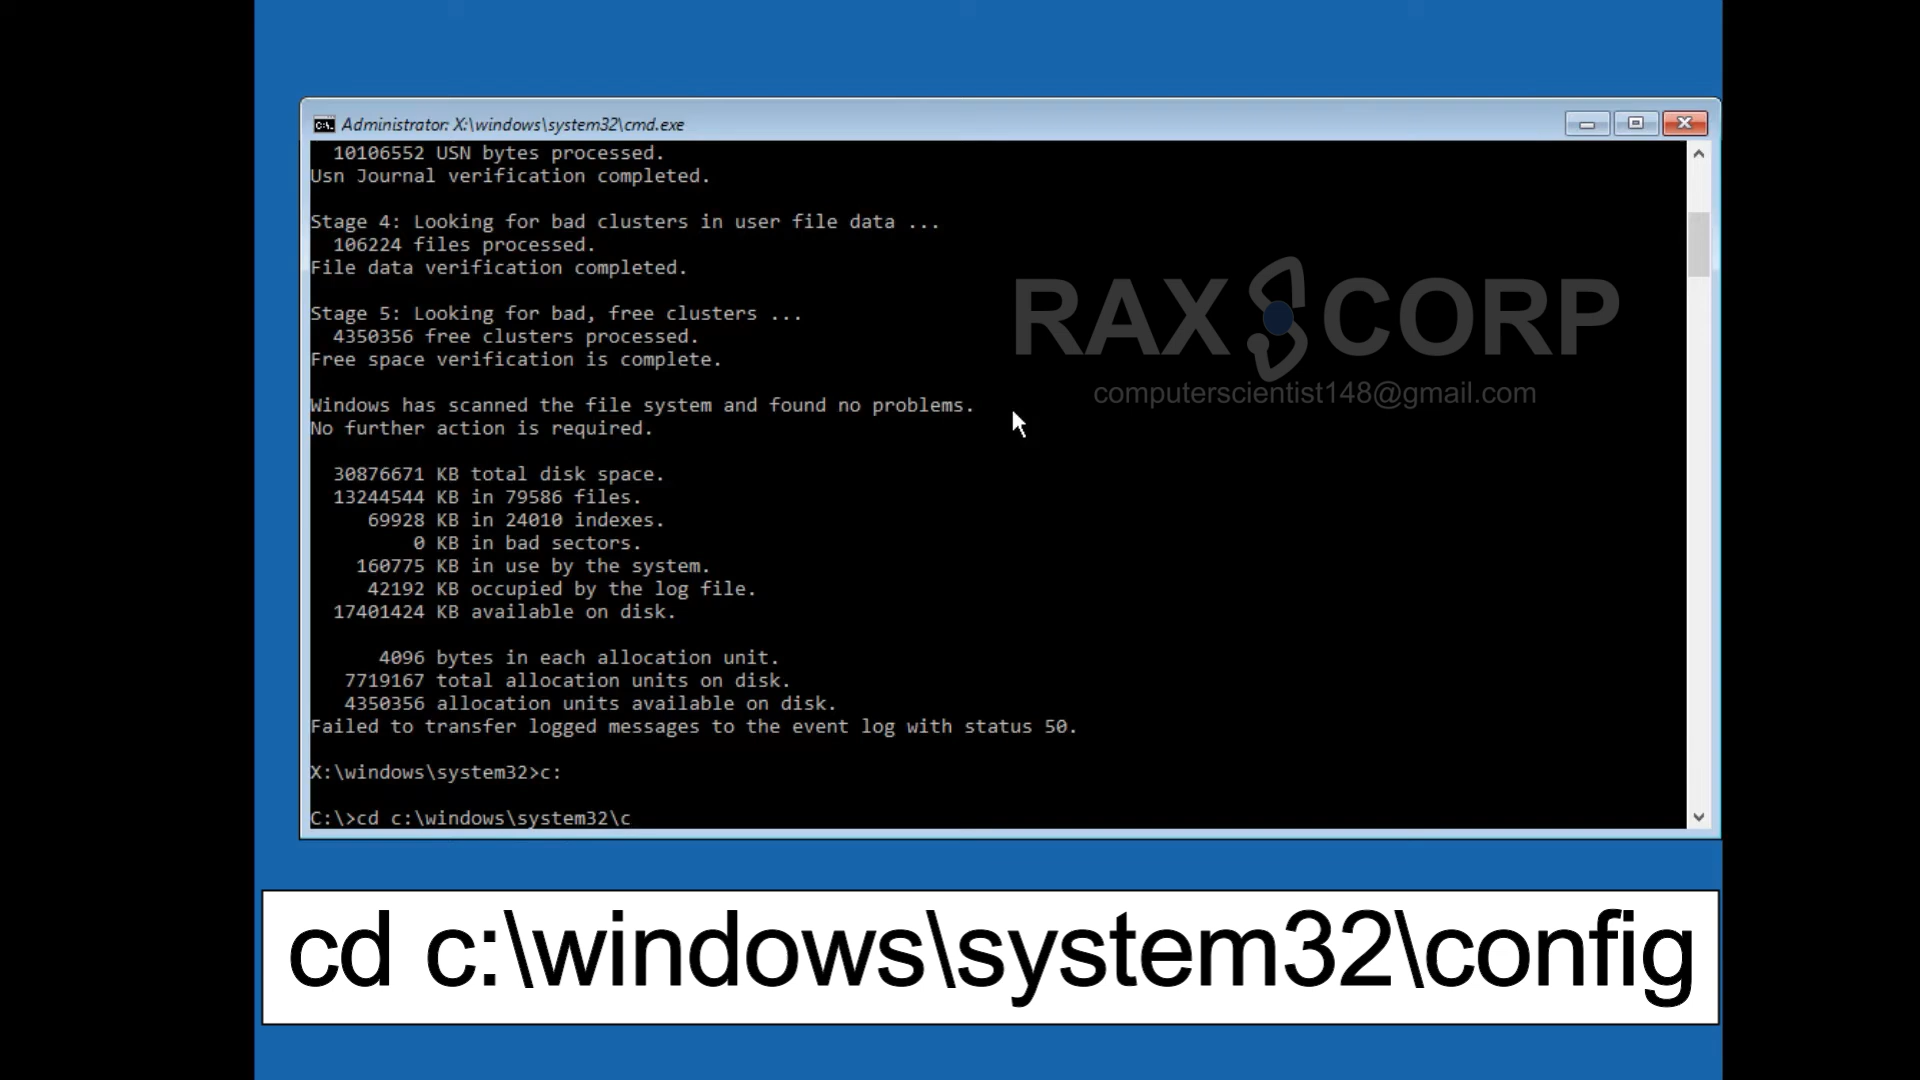 Administrator: X:\windows\system32\cmd.exe
10106552 USN bytes processed.
Usn Journal verification completed.
Stage 4: Looking for bad clusters in user file data ...
106224 files processed.
File data verification completed.
Stage 5: Looking for bad, free clusters ...
4350356 free clusters processed.
Free space verification is complete.
RAX CORP
computerscientist148@gmail.com
Windows has scanned the file system and found no problems.
No further action is required.
30876671 KB total disk space.
13244544 KB in 79586 files.
69928 KB in 24010 indexes.
0 KB in bad sectors.
160775 KB in use by the system.
42192 KB occupied by the log file.
17401424 KB available on disk.
4096 bytes in each allocation unit.
7719167 total allocation units on disk.
4350356 allocation units available on disk.
Failed to transfer logged messages to the event log with status 50.
X:\windows\system32>c:
C:\>cd c:\windows\system32\c
cd c:\windows\system32\config